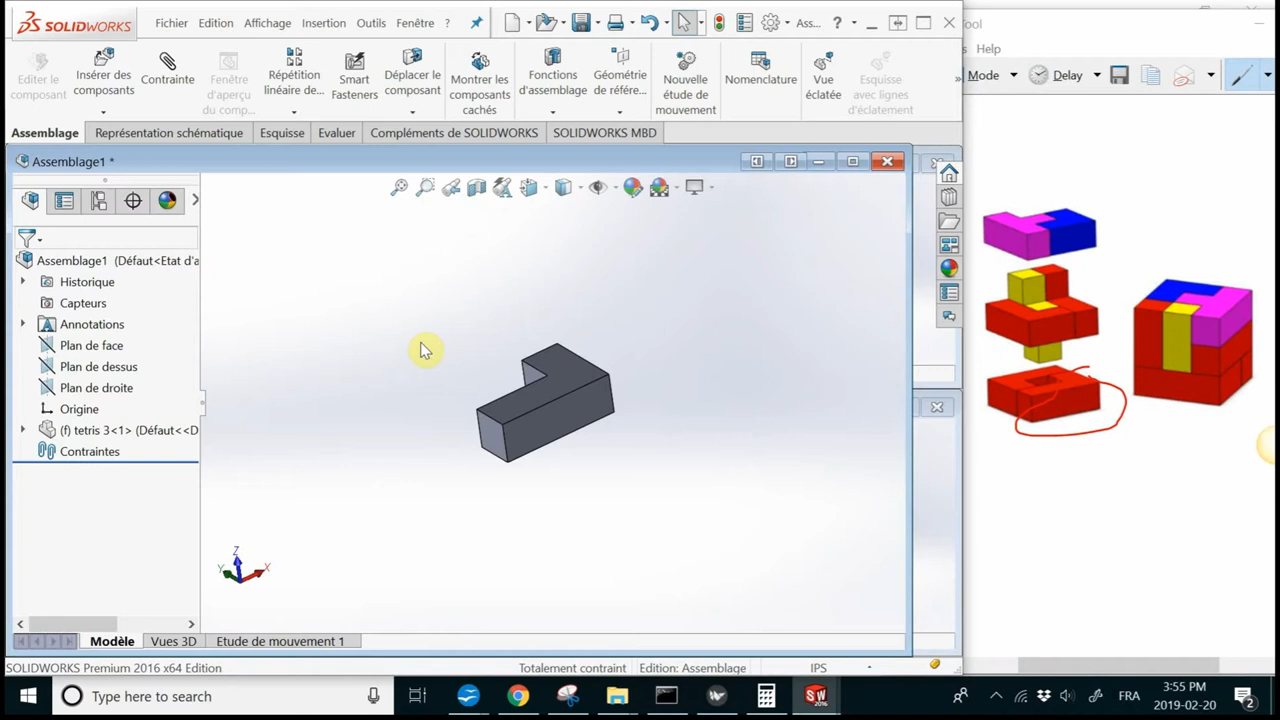 SOLIDWORKS
Fichier Edition Affichage Insertion Outils Fenêtre ?
Ass... ?
Editer le composant
Insérer des composants
Contrainte
Fenêtre d'aperçu du comp...
Répétition linéaire de...
Smart Fasteners
Déplacer le composant
Montrer les composants cachés
Fonctions d'assemblage
Géométrie de référe...
Nouvelle étude de mouvement
Nomenclature
Vue éclatée
Esquisse avec lignes d'éclatement
»
Assemblage Représentation schématique Esquisse Evaluer Compléments de SOLIDWORKS SOLIDWORKS MBD
Assemblage1 *
Assemblage1 (Défaut<Etat d'a
Historique
Capteurs
Annotations
Plan de face
Plan de dessus
Plan de droite
Origine
(f) tetris 3<1> (Défaut<<D
Contraintes
Z
Y
X
Modèle Vues 3D Etude de mouvement 1
SOLIDWORKS Premium 2016 x64 Edition Totalement contraint Edition: Assemblage IPS
Tool
Help
Mode Delay
Type here to search
SW
2016
FRA
3:55 PM
2019-02-20
2